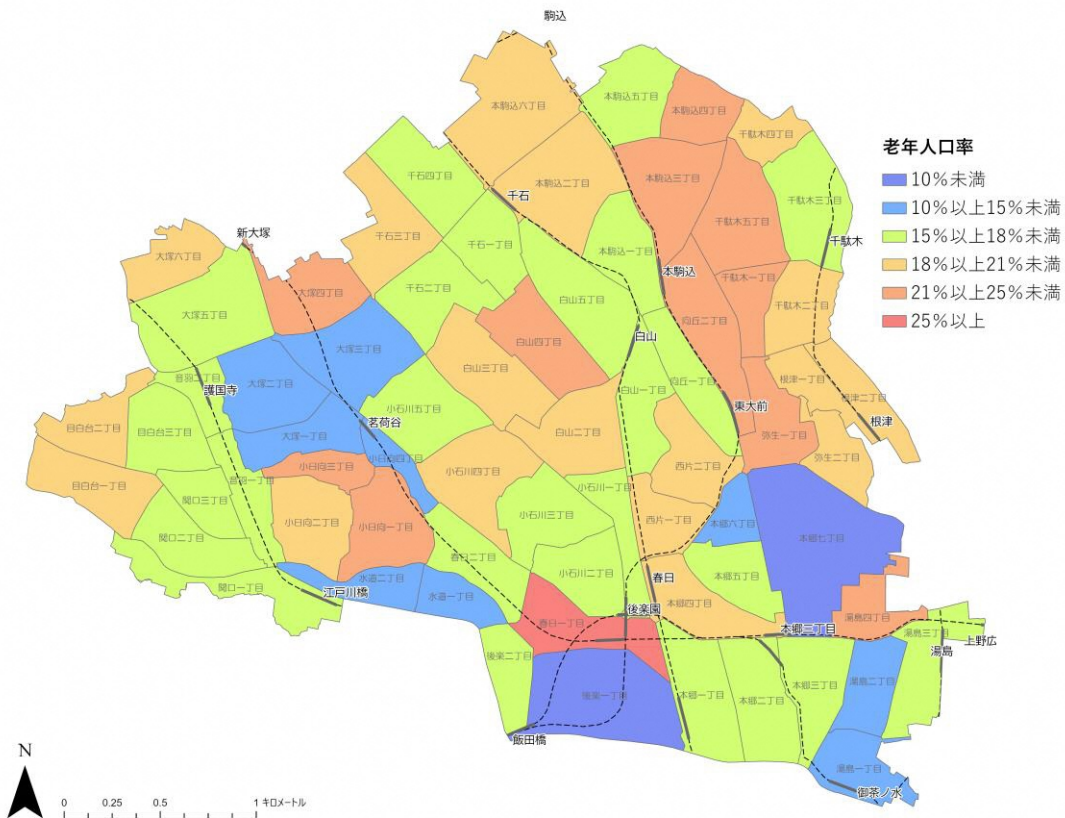 駒込
本駒込六丁目
本駒込五丁目
本駒込四丁目
千駄木四丁目
老年人口率
10%未満
10%以上15%未満
15%以上18%未満
18%以上21%未満
21%以上25%未満
25%以上
千石四丁目
千石
本駒込二丁目
本駒込三丁目
千駄木三丁目
千駄木五丁目
千駄木
千石三丁目
千石一丁目
本駒込一丁目
本駒込
千駄木一丁目
千駄木二丁目
新大塚
大塚六丁目
大塚四丁目
千石二丁目
白山五丁目
大塚五丁目
向丘二丁目
白山
白山四丁目
大塚三丁目
白山三丁目
音羽二丁目
護国寺
大塚二丁目
向丘一丁目
白山一丁目
根津一丁目
根津二丁目
根津
小石川五丁目
茗荷谷
東大前
目白台二丁目
目白台三丁目
大塚一丁目
白山二丁目
弥生一丁目
弥生二丁目
小日向四丁目
小日向三丁目
小石川四丁目
西片二丁目
目白台一丁目
音羽一丁目
関口三丁目
小石川一丁目
小日向二丁目
小日向一丁目
小石川三丁目
西片一丁目
本郷六丁目
関口二丁目
本郷七丁目
春日二丁目
小石川二丁目
春日
本郷五丁目
水道二丁目
関口一丁目
江戸川橋
水道一丁目
本郷四丁目
後楽園
春日一丁目
本郷三丁目
湯島四丁目
湯島三丁目
上野広
湯島
後楽二丁目
後楽一丁目
本郷一丁目
本郷二丁目
本郷三丁目
湯島二丁目
飯田橋
湯島一丁目
御茶ノ水
N
0 0.25 0.5 1 キロメートル